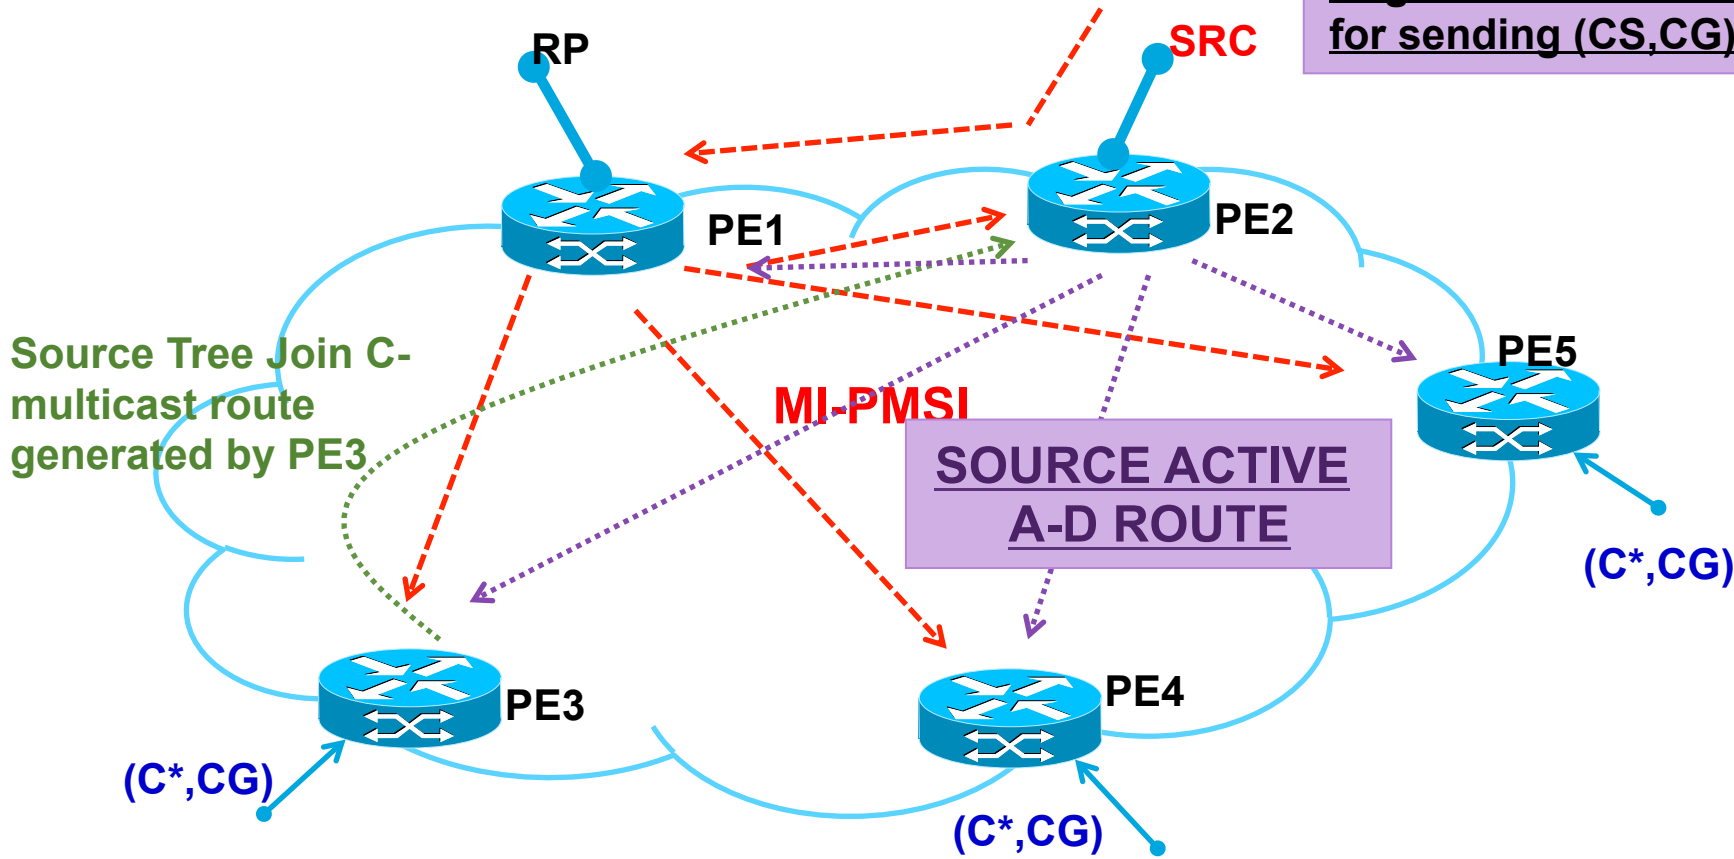 for sending (CS,CG)
RP
SRC
PE1
PE2
Source Tree Join C-
multicast route
generated by PE3
PE5
MI-PMSI
SOURCE ACTIVE
A-D ROUTE
(C*,CG)
PE3
PE4
(C*,CG)
(C*,CG)